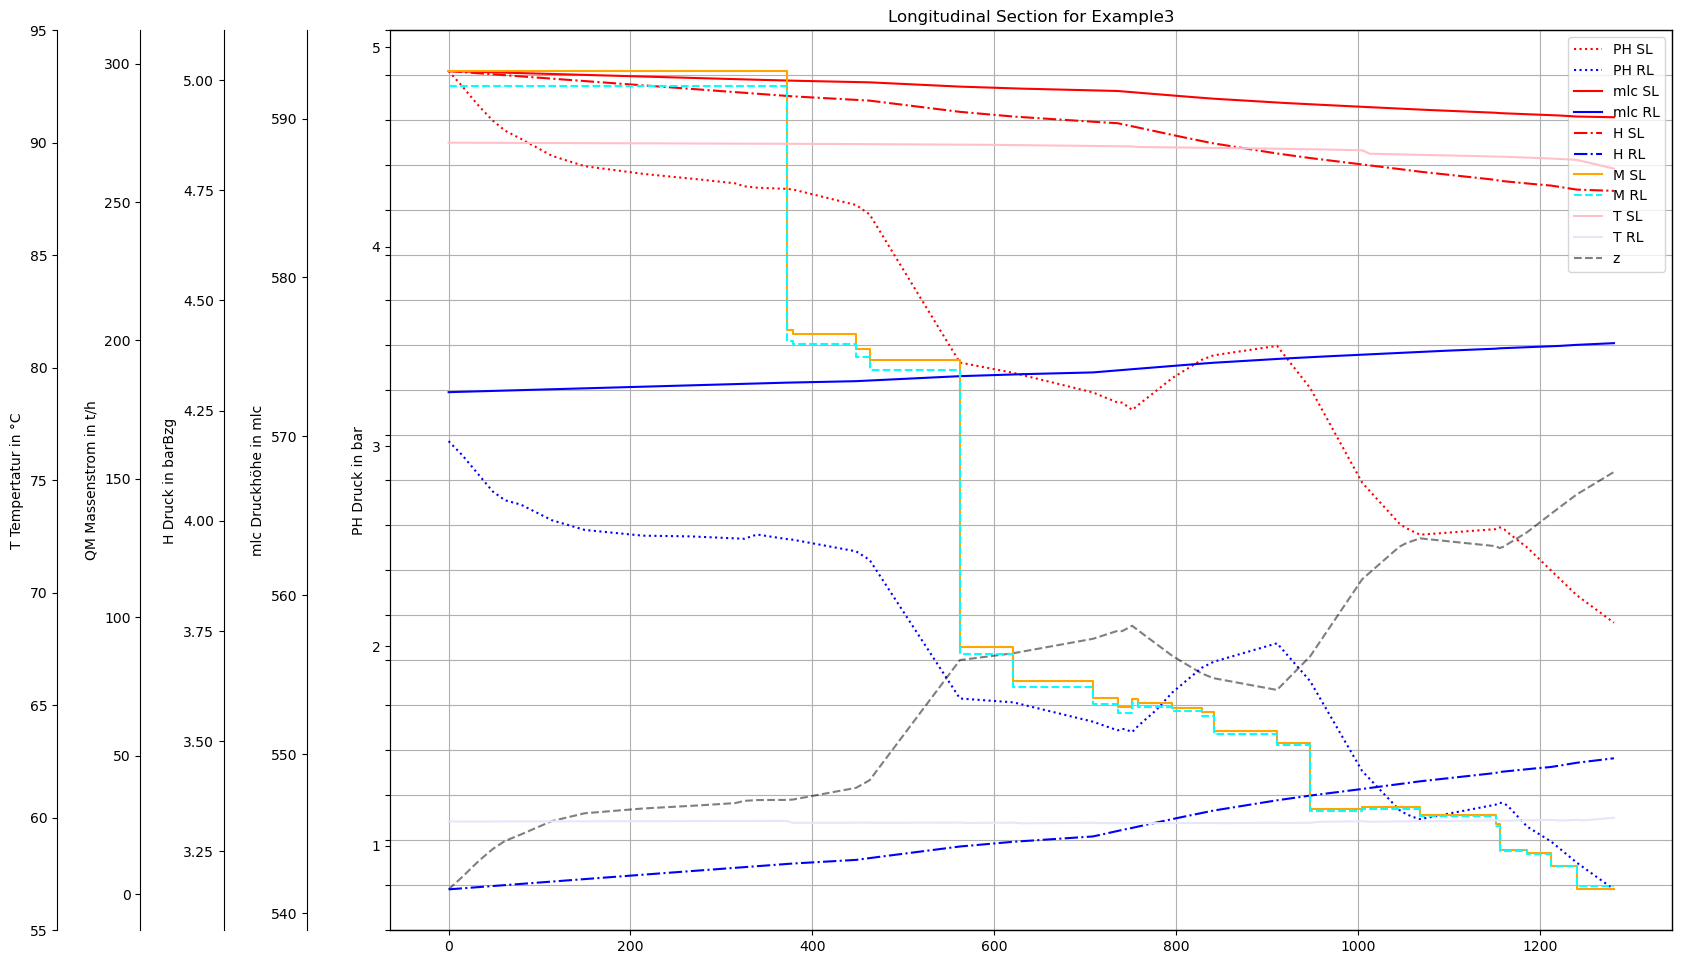 Longitudinal Section for Example3
T Tempertatur in °C
95
90
85
80
75
70
65
60
55
QM Massenstrom in t/h
300
250
200
150
100
50
0
H Druck in barBzg
5.00
4.75
4.50
4.25
4.00
3.75
3.50
3.25
mlc Druckhöhe in mlc
590
580
570
560
550
540
PH Druck in bar
5
4
3
2
1
0
200
400
600
800
1000
1200
PH SL
PH RL
mlc SL
mlc RL
H SL
H RL
M SL
M RL
T SL
T RL
z